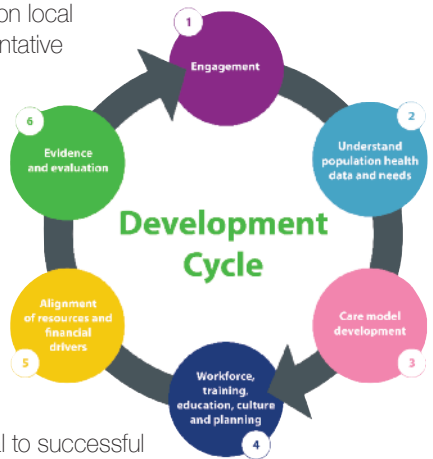 on local
ntative
1
Engagement
2
Understand
population health
data and needs
Care model
development
3
Workforce,
training,
education, culture
and planning
4
Alignment
of resources and
financial
drivers
5
6
Evidence
and evaluation
Development
Cycle
l to successful